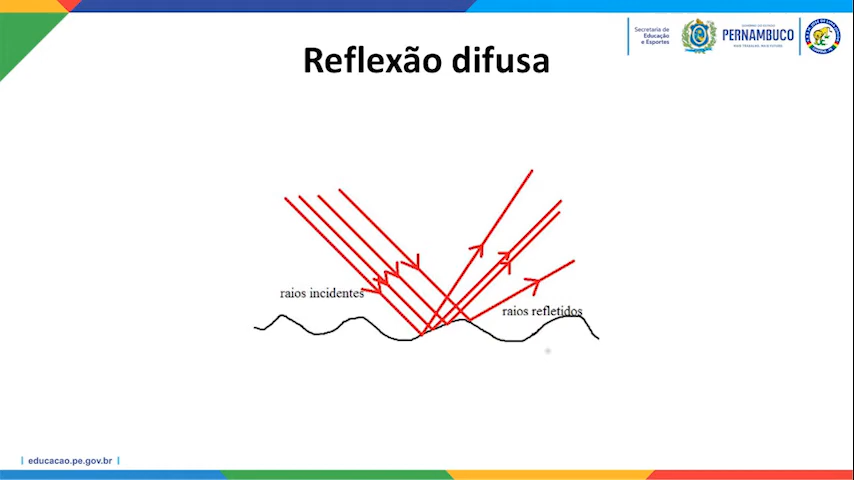 Secretaria de
Educação
e Esportes
GOVERNO DO ESTADO
PERNAMBUCO
MAIS TRABALHO, MAIS FUTURO
Reflexão difusa
raios incidentes
raios refletidos
educacao.pe.gov.br